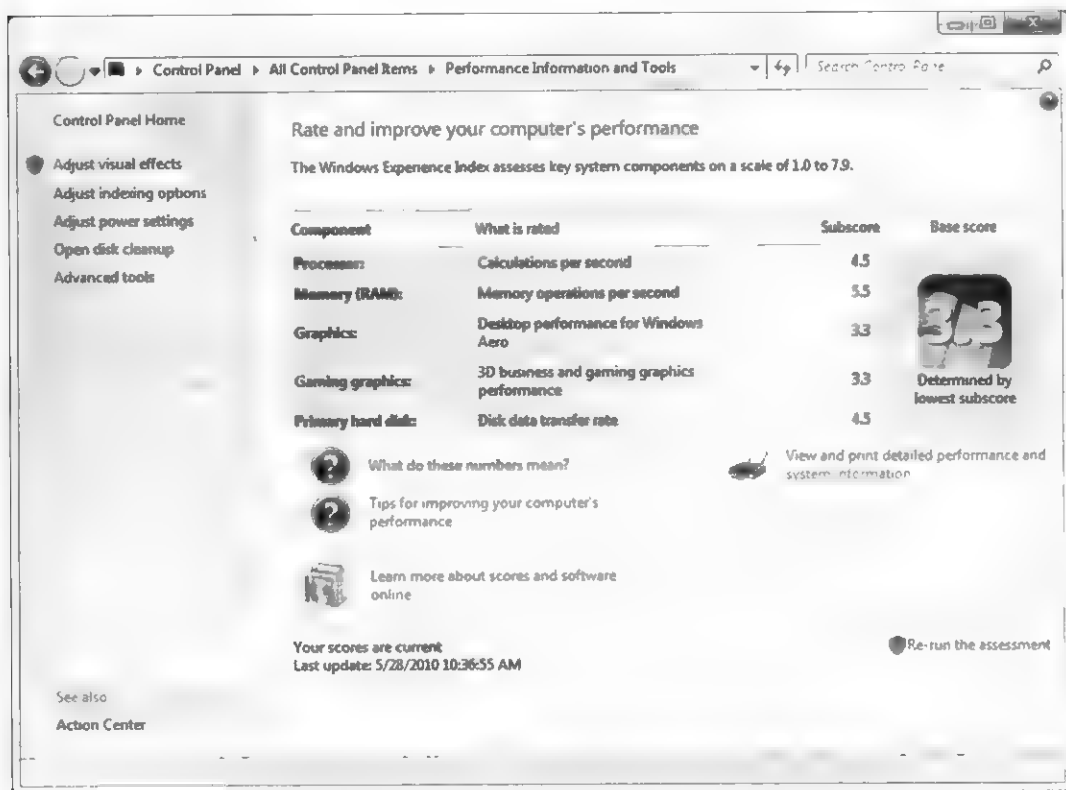 Control Panel ▸ All Control Panel Items ▸ Performance Information and Tools
Search Control Panel
Control Panel Home
Adjust visual effects
Adjust indexing options
Adjust power settings
Open disk cleanup
Advanced tools
See also
Action Center
Rate and improve your computer's performance
The Windows Experience Index assesses key system components on a scale of 1.0 to 7.9.
Component What is rated Subscore Base score
Processor: Calculations per second 4.5
Memory (RAM): Memory operations per second 5.5
Graphics: Desktop performance for Windows 3.3
Aero
Gaming graphics: 3D business and gaming graphics 3.3
performance
Primary hard disk: Disk data transfer rate 4.5
3.3
Determined by
lowest subscore
What do these numbers mean?
View and print detailed performance and
system information
Tips for improving your computer's
performance
Learn more about scores and software
online
Your scores are current
Last update: 5/28/2010 10:36:55 AM
Re-run the assessment